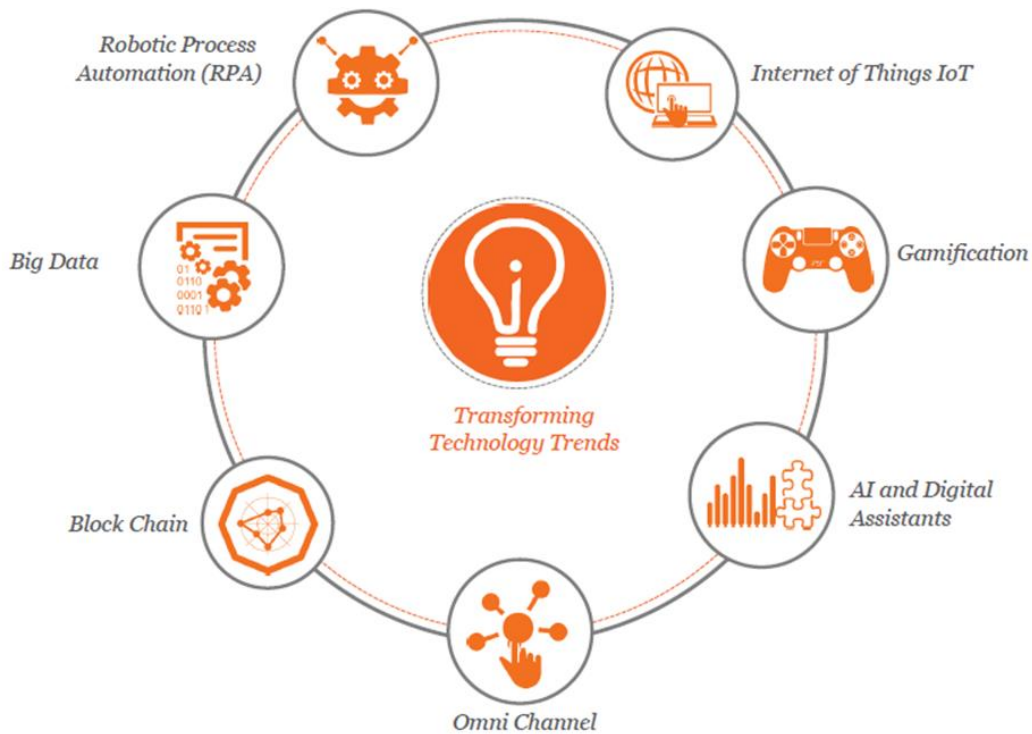 Robotic Process
Automation (RPA)
Internet of Things IoT
Big Data
01
0110
0001
01101
Gamification
Transforming
Technology Trends
Block Chain
AI and Digital
Assistants
Omni Channel